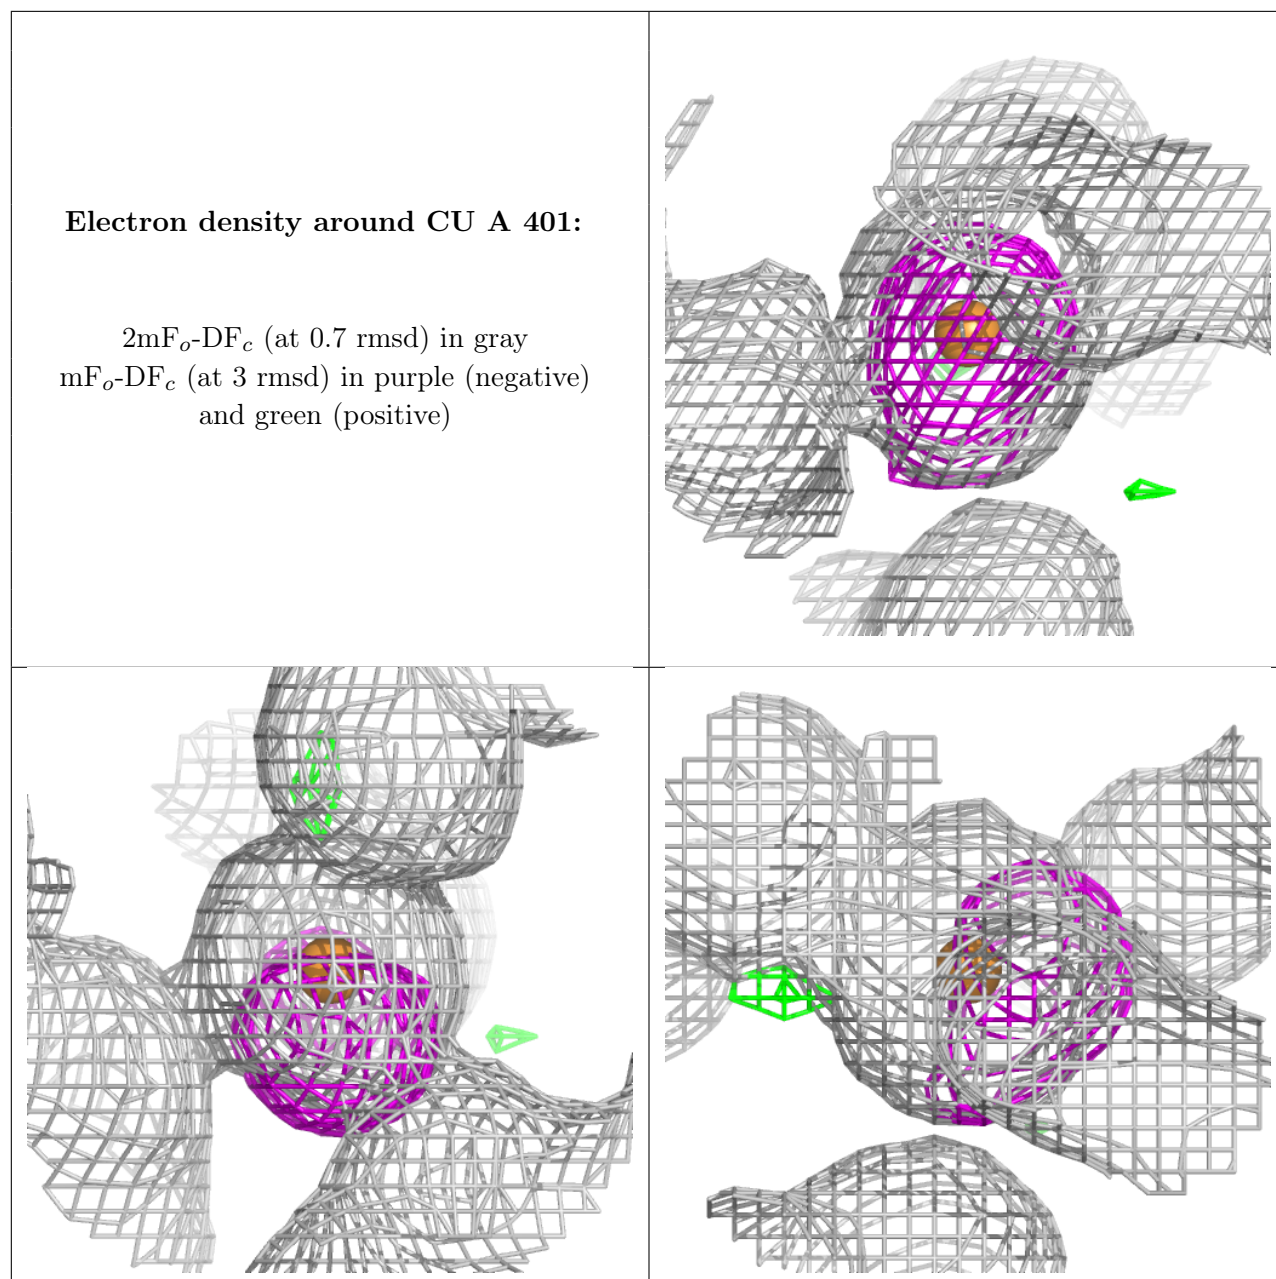 Electron density around CU A 401:
2mFo-DFc (at 0.7 rmsd) in gray
mFo-DFc (at 3 rmsd) in purple (negative)
and green (positive)